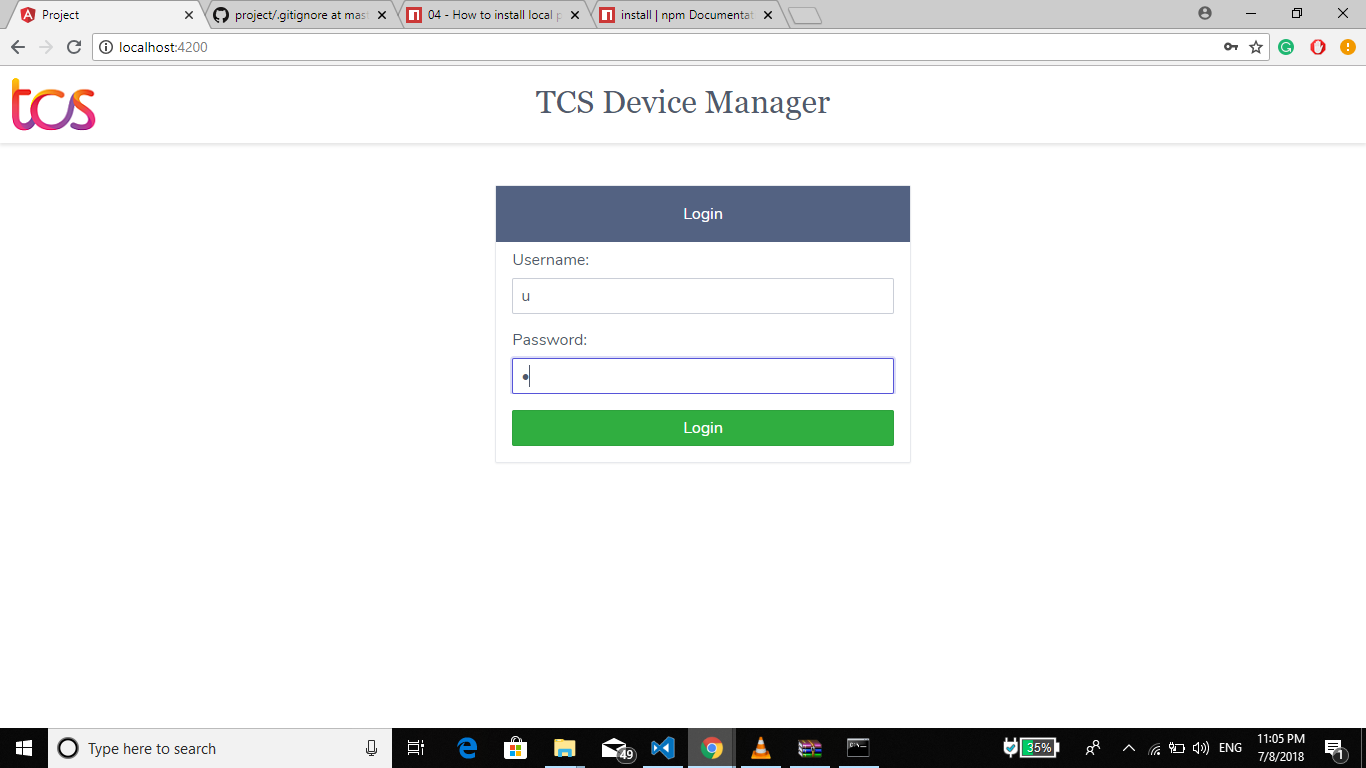 Project
project/.gitignore at mast
04 - How to install local p
install | npm Documentat
localhost:4200
tcs
TCS Device Manager
Login
Username:
u
Password:
Login
Type here to search
49
35%
ENG
11:05 PM
7/8/2018
1